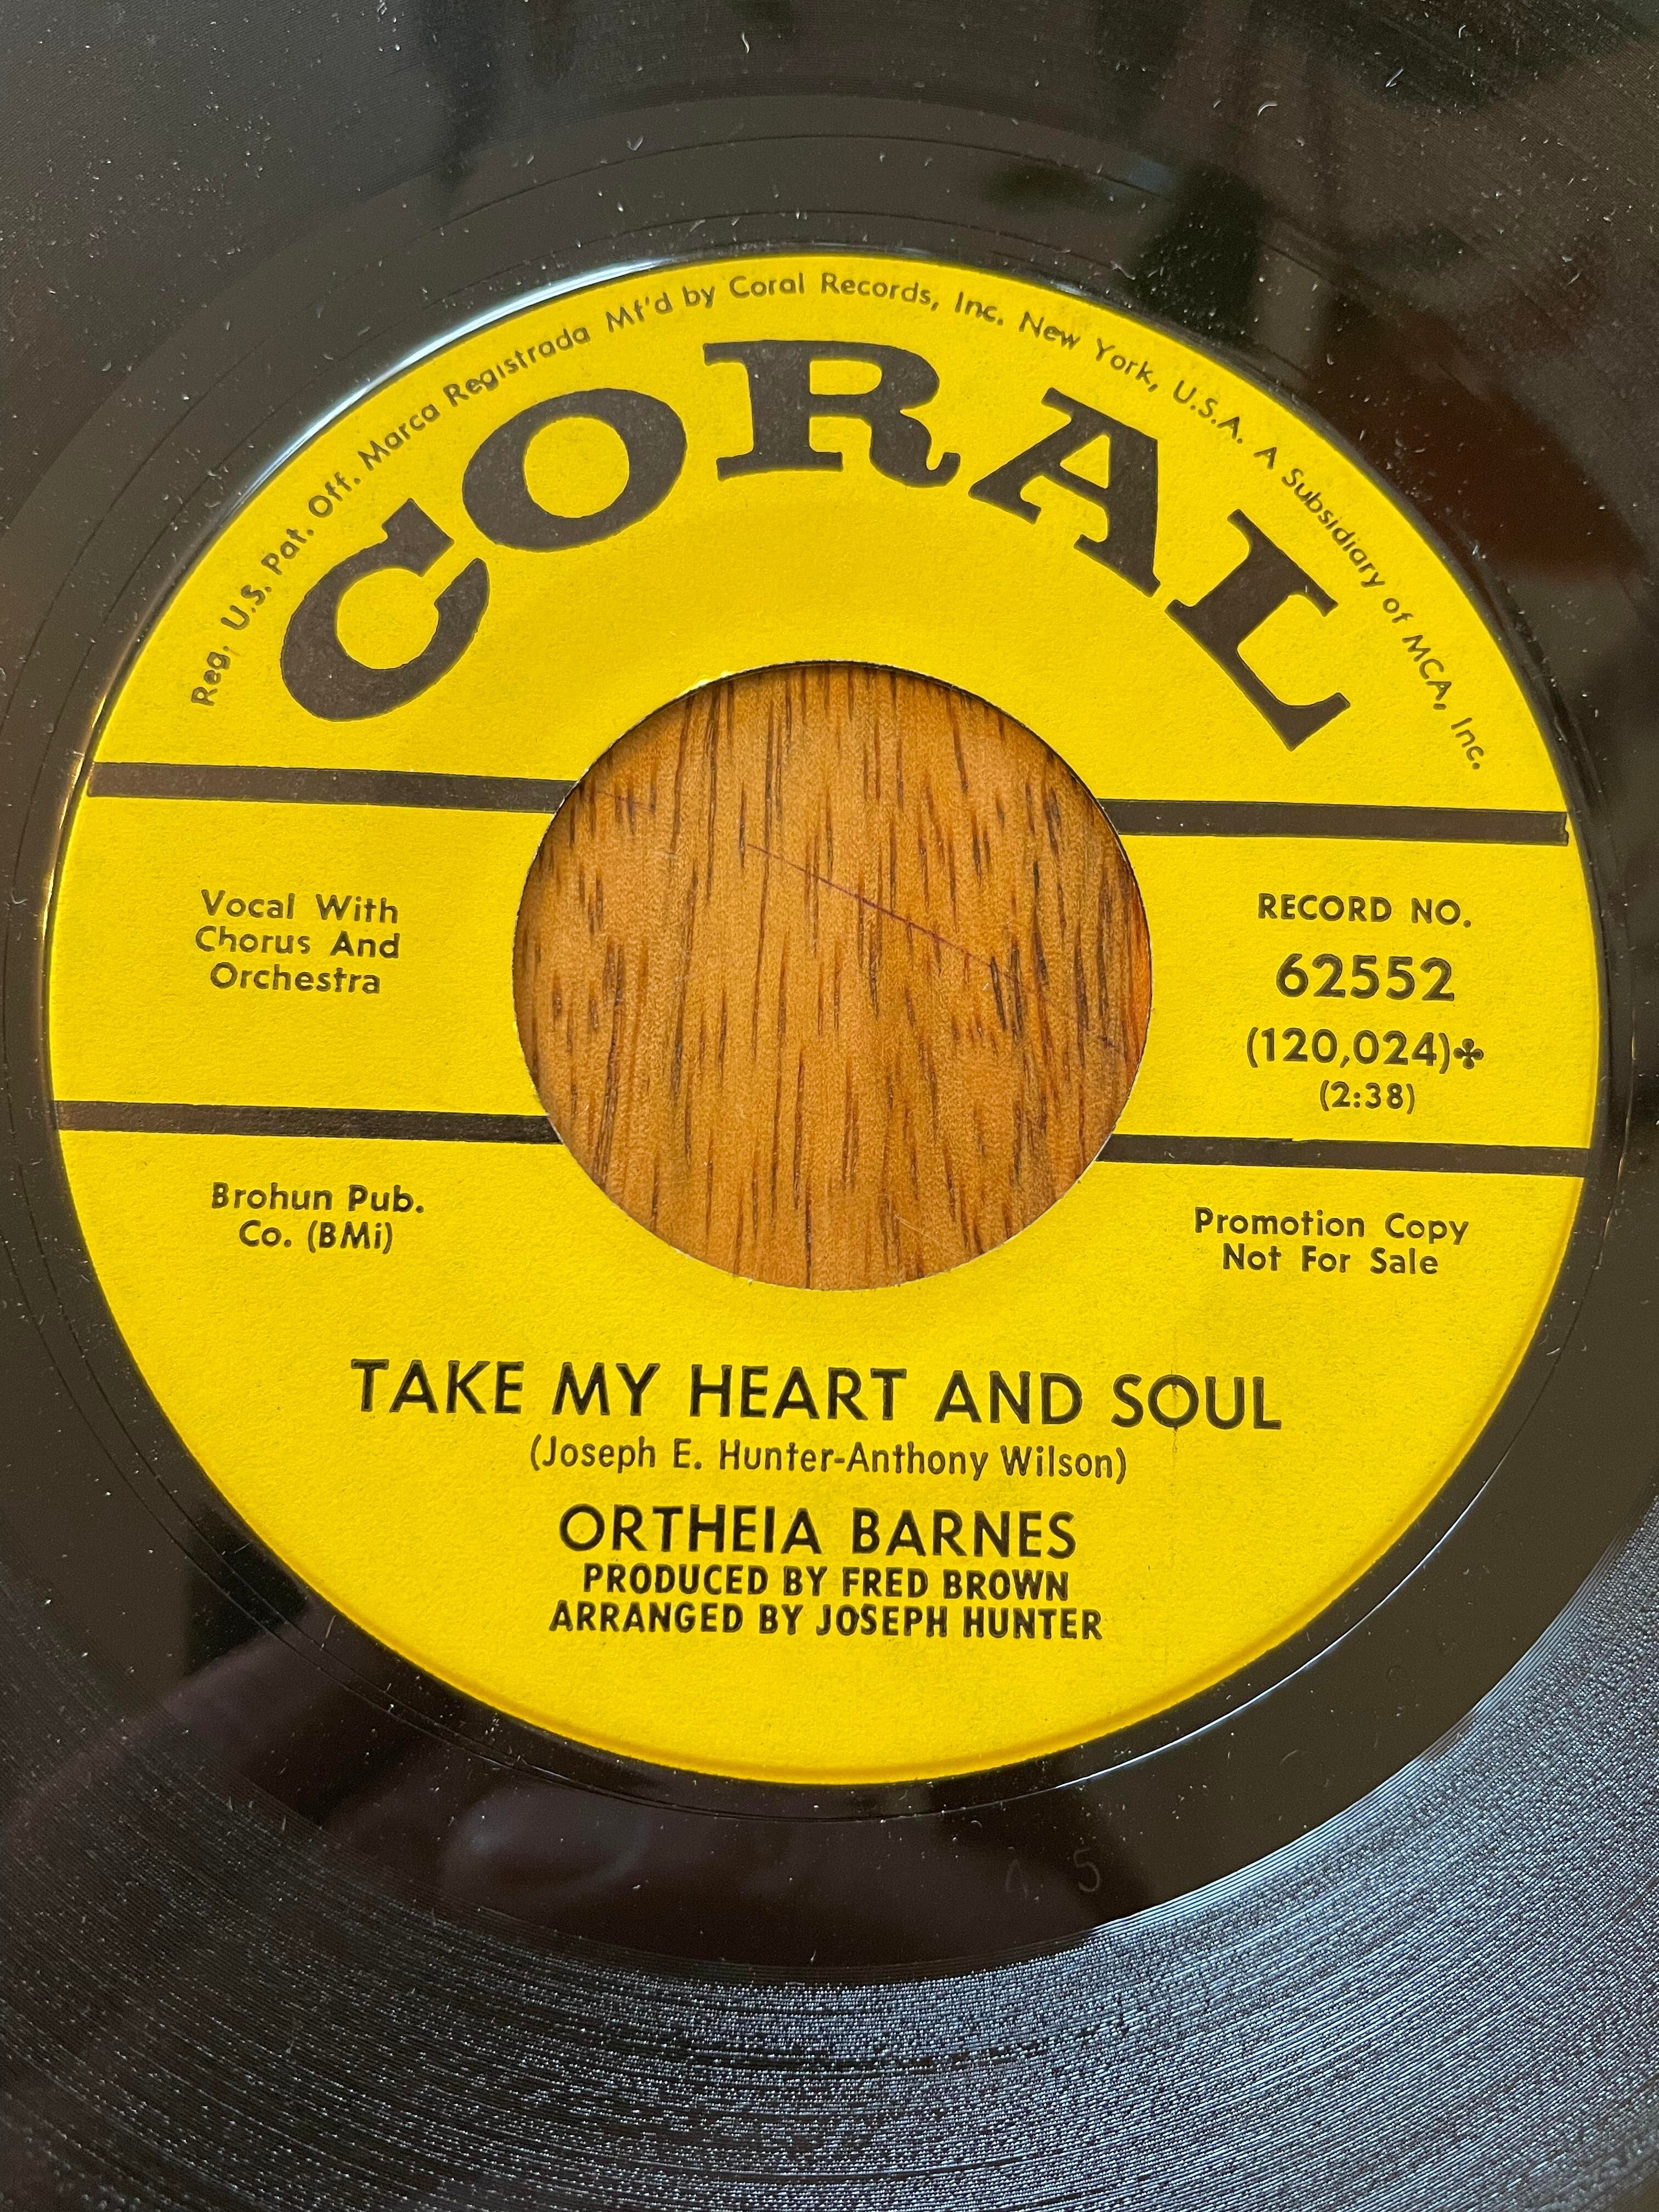 Reg. U.S. Pat. Off. Marca Registrada Mf'd by Coral Records, Inc. New York, U.S.A. A Subsidiary of MCA, Inc.
CORAL
Vocal With
Chorus And
Orchestra
RECORD NO.
62552
(120,024)✤
(2:38)
Brohun Pub.
Co. (BMi)
Promotion Copy
Not For Sale
TAKE MY HEART AND SOUL
(Joseph E. Hunter-Anthony Wilson)
ORTHEIA BARNES
PRODUCED BY FRED BROWN
ARRANGED BY JOSEPH HUNTER